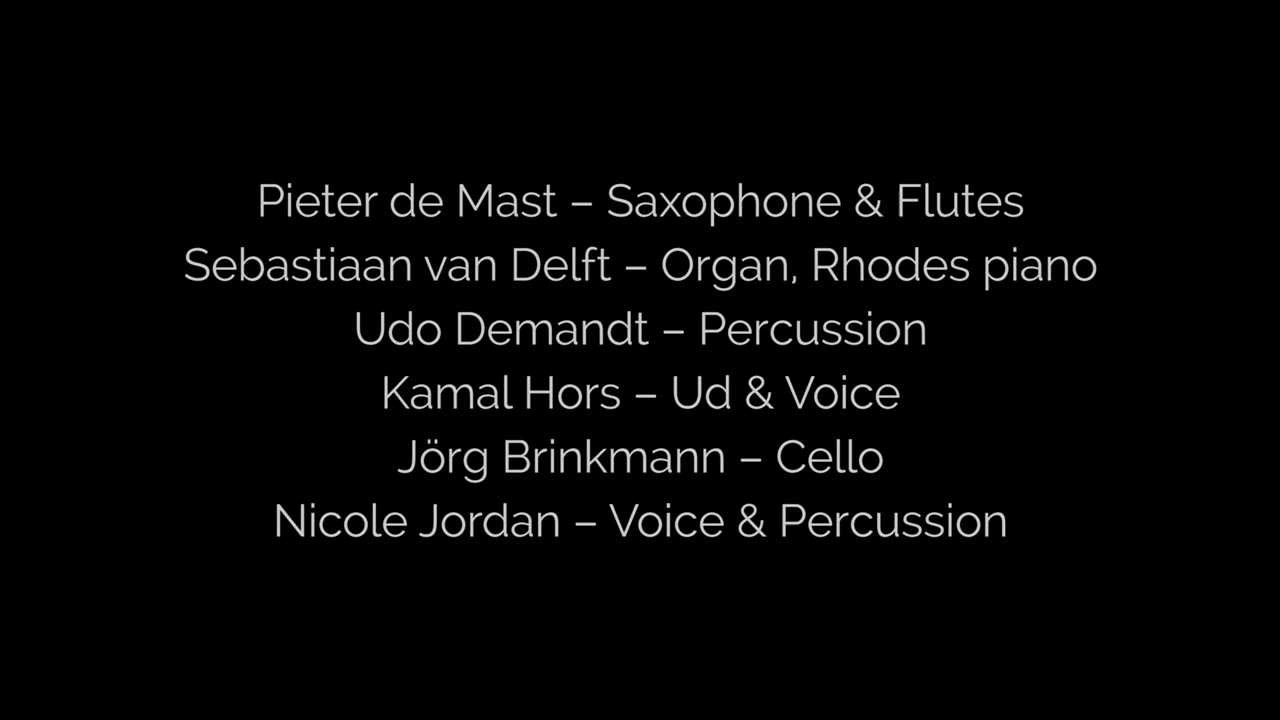 Pieter de Mast – Saxophone & Flutes
Sebastiaan van Delft – Organ, Rhodes piano
Udo Demandt – Percussion
Kamal Hors – Ud & Voice
Jörg Brinkmann – Cello
Nicole Jordan – Voice & Percussion